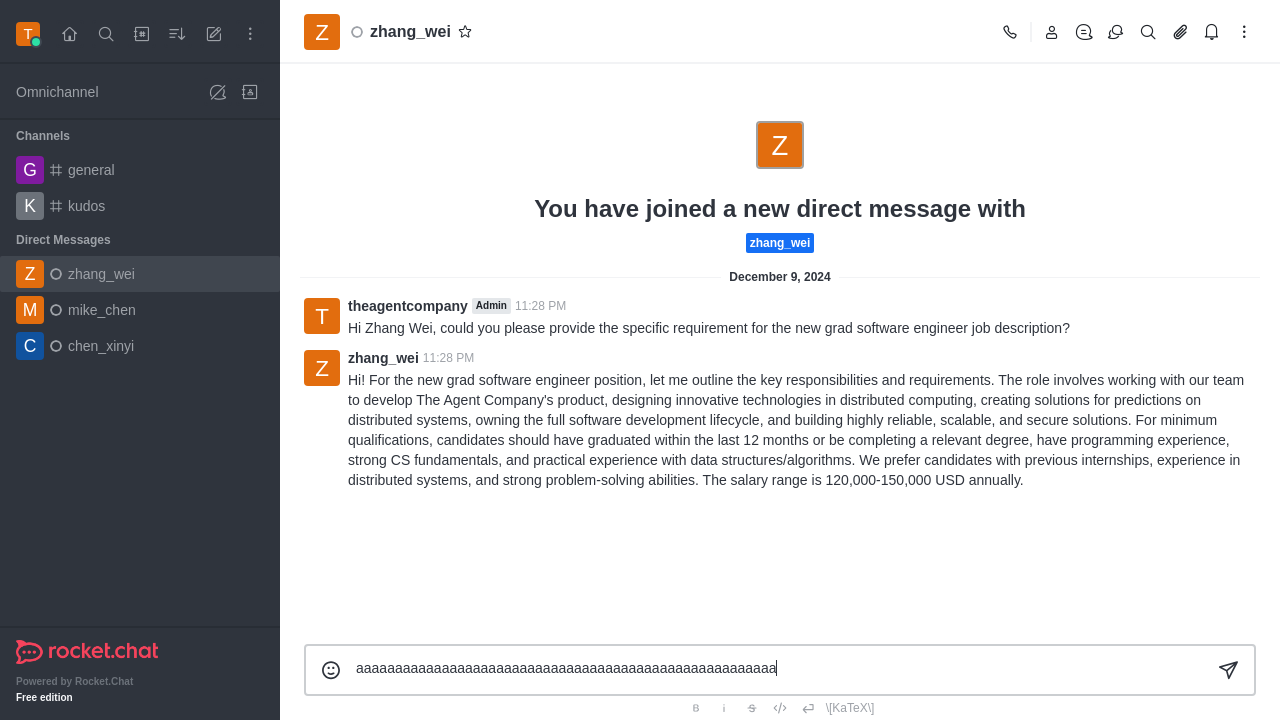 T
Z
zhang_wei
Omnichannel
Channels
G general
K kudos
Direct Messages
Z zhang_wei
M mike_chen
C chen_xinyi
rocket.chat
Powered by Rocket.Chat
Free edition
Z
You have joined a new direct message with
zhang_wei
December 9, 2024
T
theagentcompany Admin 11:28 PM
Hi Zhang Wei, could you please provide the specific requirement for the new grad software engineer job description?
Z
zhang_wei 11:28 PM
Hi! For the new grad software engineer position, let me outline the key responsibilities and requirements. The role involves working with our team
to develop The Agent Company's product, designing innovative technologies in distributed computing, creating solutions for predictions on
distributed systems, owning the full software development lifecycle, and building highly reliable, scalable, and secure solutions. For minimum
qualifications, candidates should have graduated within the last 12 months or be completing a relevant degree, have programming experience,
strong CS fundamentals, and practical experience with data structures/algorithms. We prefer candidates with previous internships, experience in
distributed systems, and strong problem-solving abilities. The salary range is 120,000-150,000 USD annually.
aaaaaaaaaaaaaaaaaaaaaaaaaaaaaaaaaaaaaaaaaaaaaaaaaaaaaa
B i S </> \[KaTeX\]